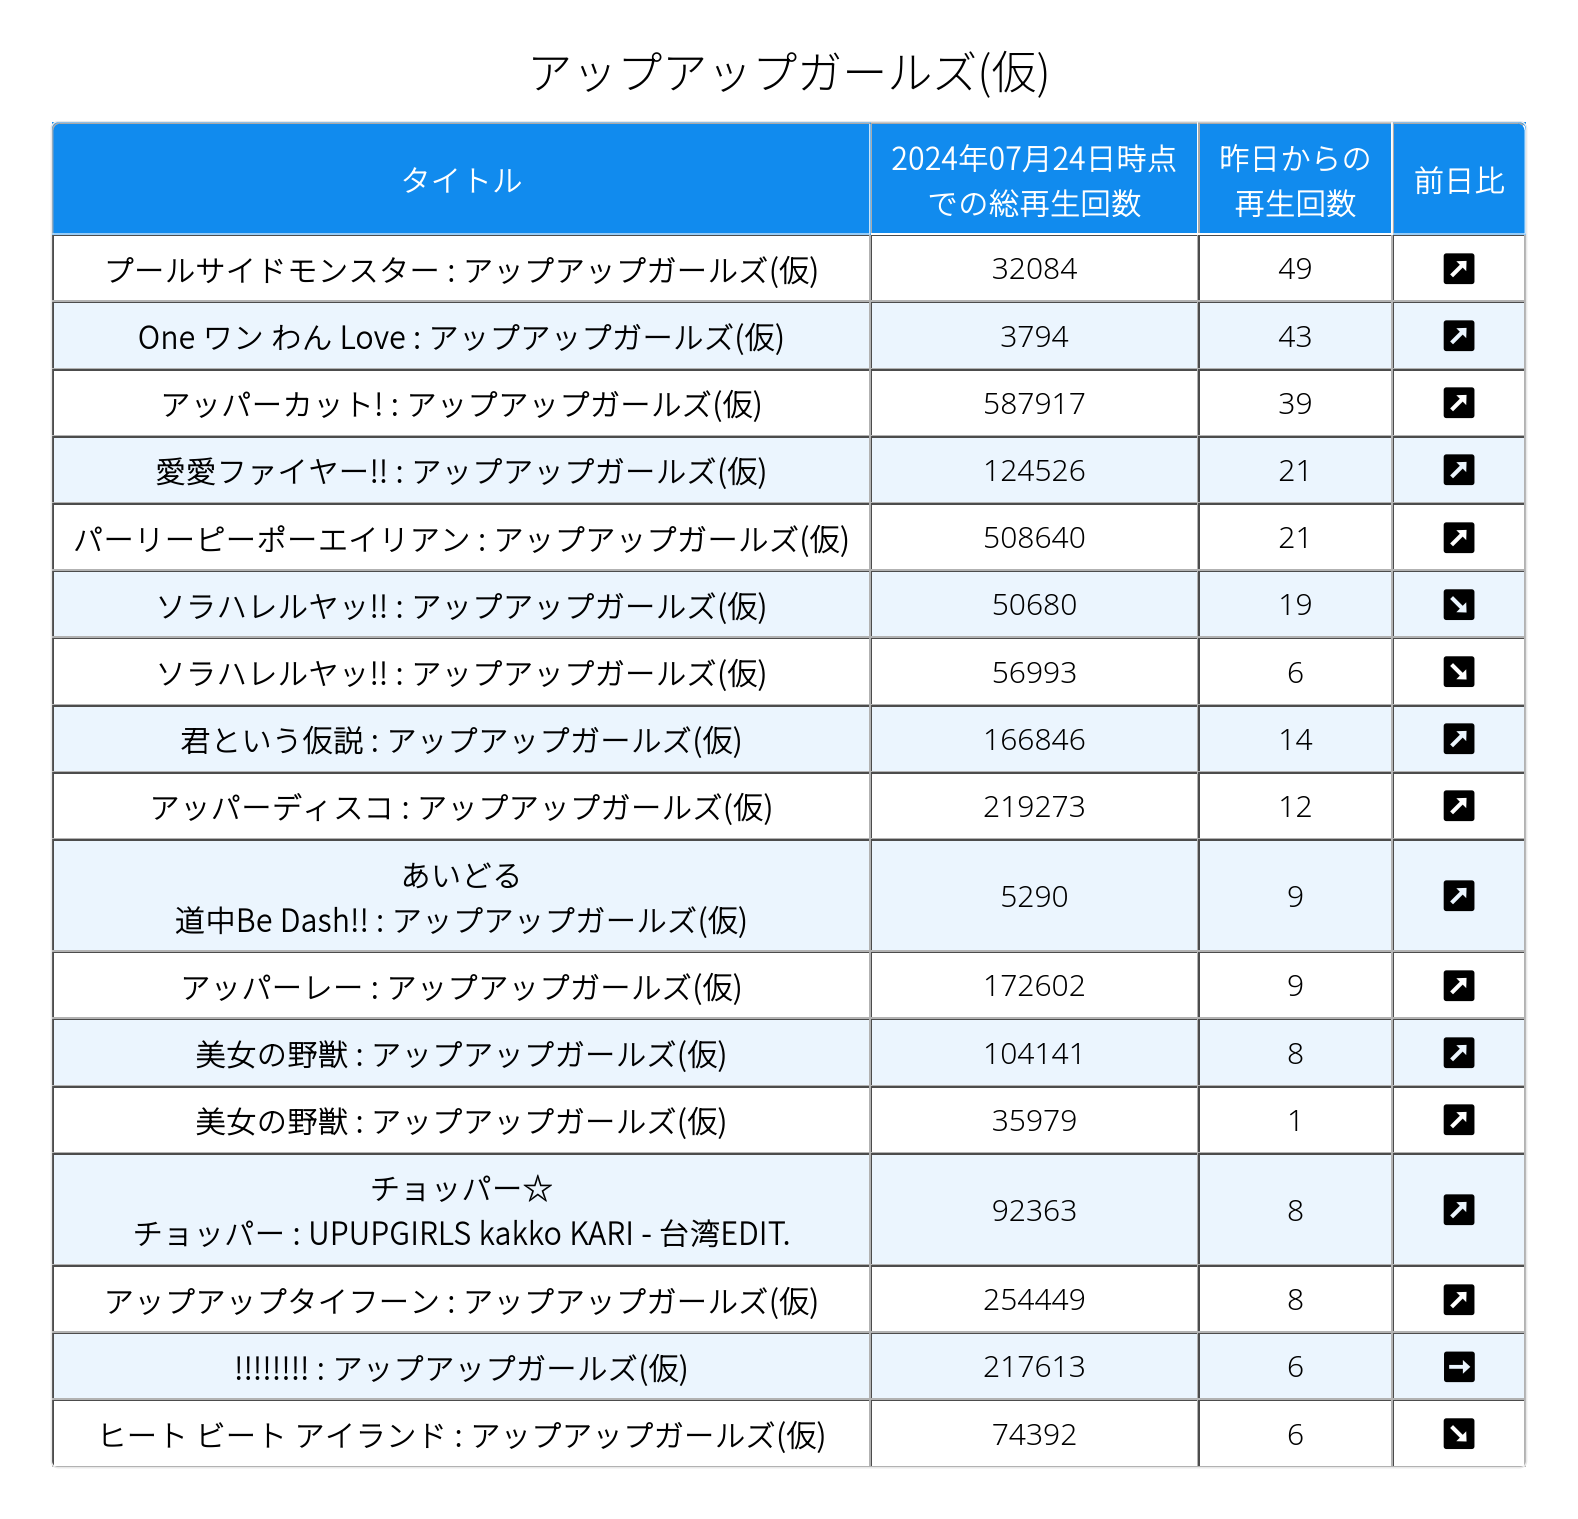 アップアップガールズ(仮)
タイトル
2024年07月24日時点
での総再生回数
昨日からの
再生回数
前日比
プールサイドモンスター : アップアップガールズ(仮) 32084 49
One ワン わん Love : アップアップガールズ(仮) 3794 43
アッパーカット! : アップアップガールズ(仮) 587917 39
愛愛ファイヤー!! : アップアップガールズ(仮) 124526 21
パーリーピーポーエイリアン : アップアップガールズ(仮) 508640 21
ソラハレルヤッ!! : アップアップガールズ(仮) 50680 19
ソラハレルヤッ!! : アップアップガールズ(仮) 56993 6
君という仮説 : アップアップガールズ(仮) 166846 14
アッパーディスコ : アップアップガールズ(仮) 219273 12
あいどる
道中Be Dash!! : アップアップガールズ(仮) 5290 9
アッパーレー : アップアップガールズ(仮) 172602 9
美女の野獣 : アップアップガールズ(仮) 104141 8
美女の野獣 : アップアップガールズ(仮) 35979 1
チョッパー☆
チョッパー : UPUPGIRLS kakko KARI - 台湾EDIT. 92363 8
アップアップタイフーン : アップアップガールズ(仮) 254449 8
!!!!!!!! : アップアップガールズ(仮) 217613 6
ヒート ビート アイランド : アップアップガールズ(仮) 74392 6